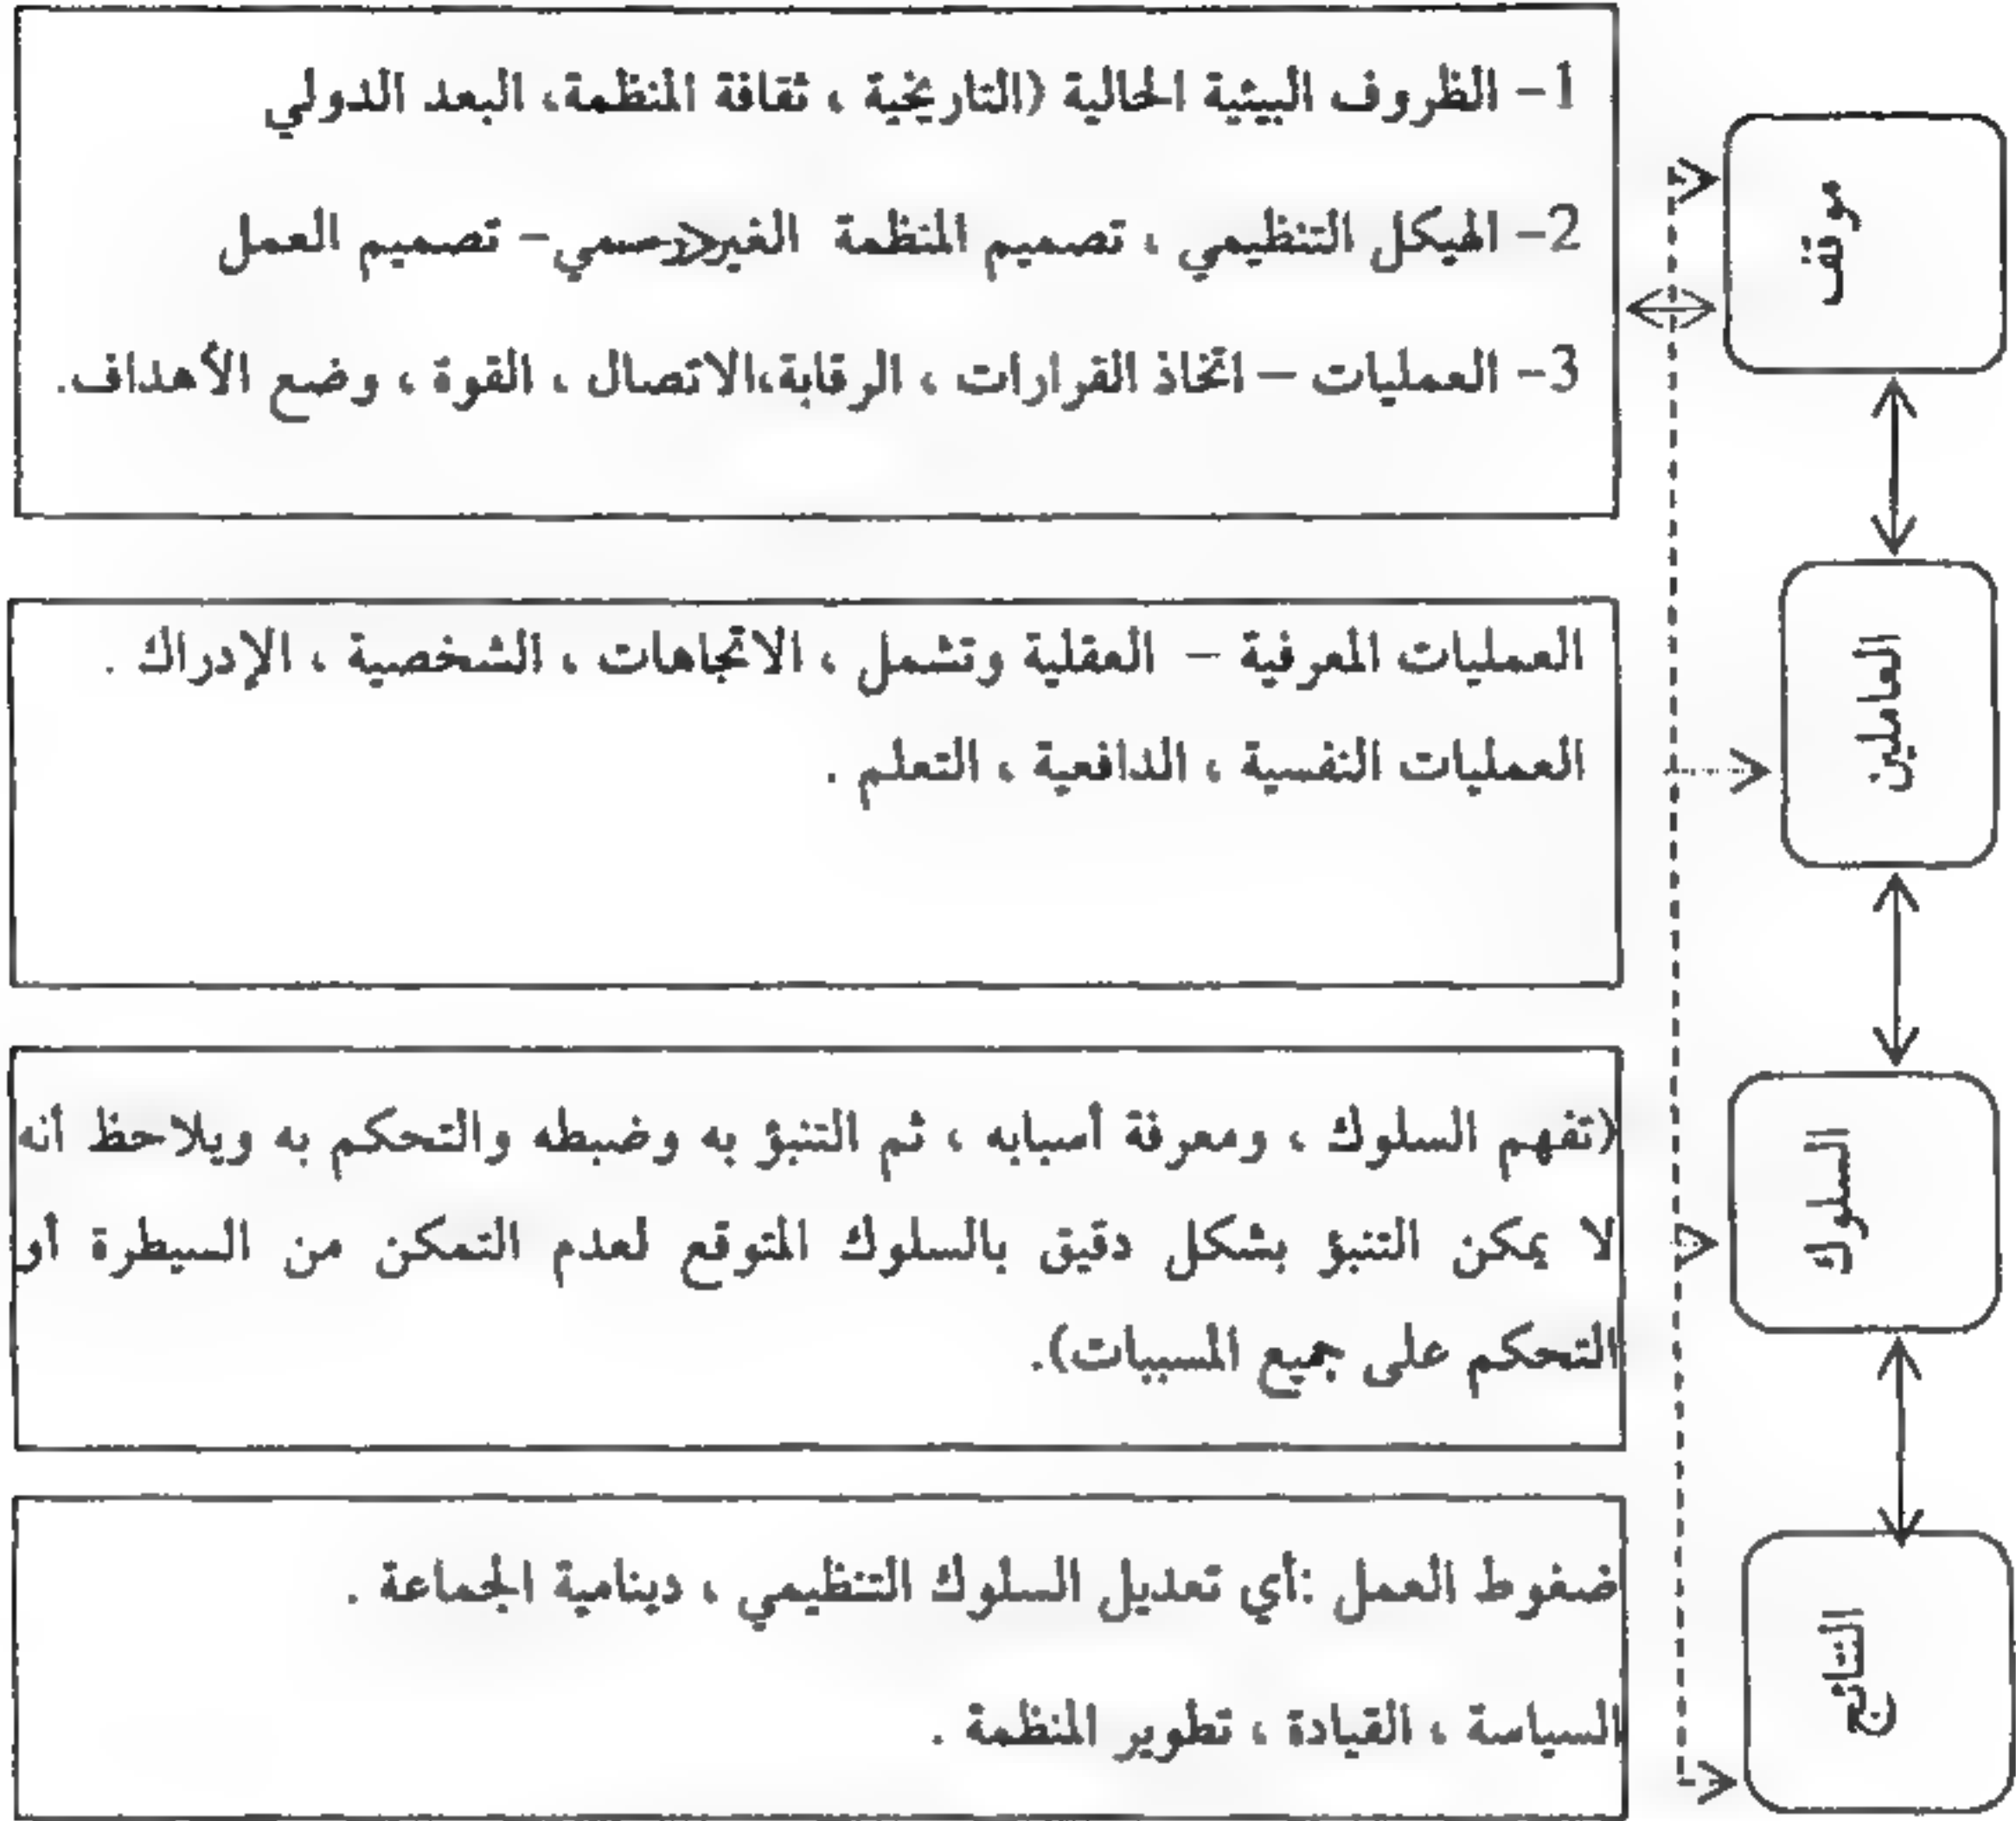 1- الظروف البيئية الحالية (التاريخية ، ثقافة المنظمة، البعد الدولي
2- الهيكل التنظيمي ، تصميم المنظمة الغير رسمي- تصميم العمل
3- العمليات – اتخاذ القرارات ، الرقابة،الاتصال ، القوة ، وضع الأهداف.
العمليات المعرفية – العقلية وتشمل ، الاتجاهات ، الشخصية ، الإدراك .
العمليات النفسية ، الدافعية ، التعلم .
العاملين
(تفهم السلوك ، ومعرفة أسبابه ، ثم التنبؤ به وضبطه والتحكم به ويلاحظ أنه
لا يمكن التنبؤ بشكل دقيق بالسلوك المتوقع لعدم التمكن من السيطرة أو
التحكم على جميع المسببات).
السلوك
ضغوط العمل :أي تعديل السلوك التنظيمي ، دينامية الجماعة .
السياسة ، القيادة ، تطوير المنظمة .